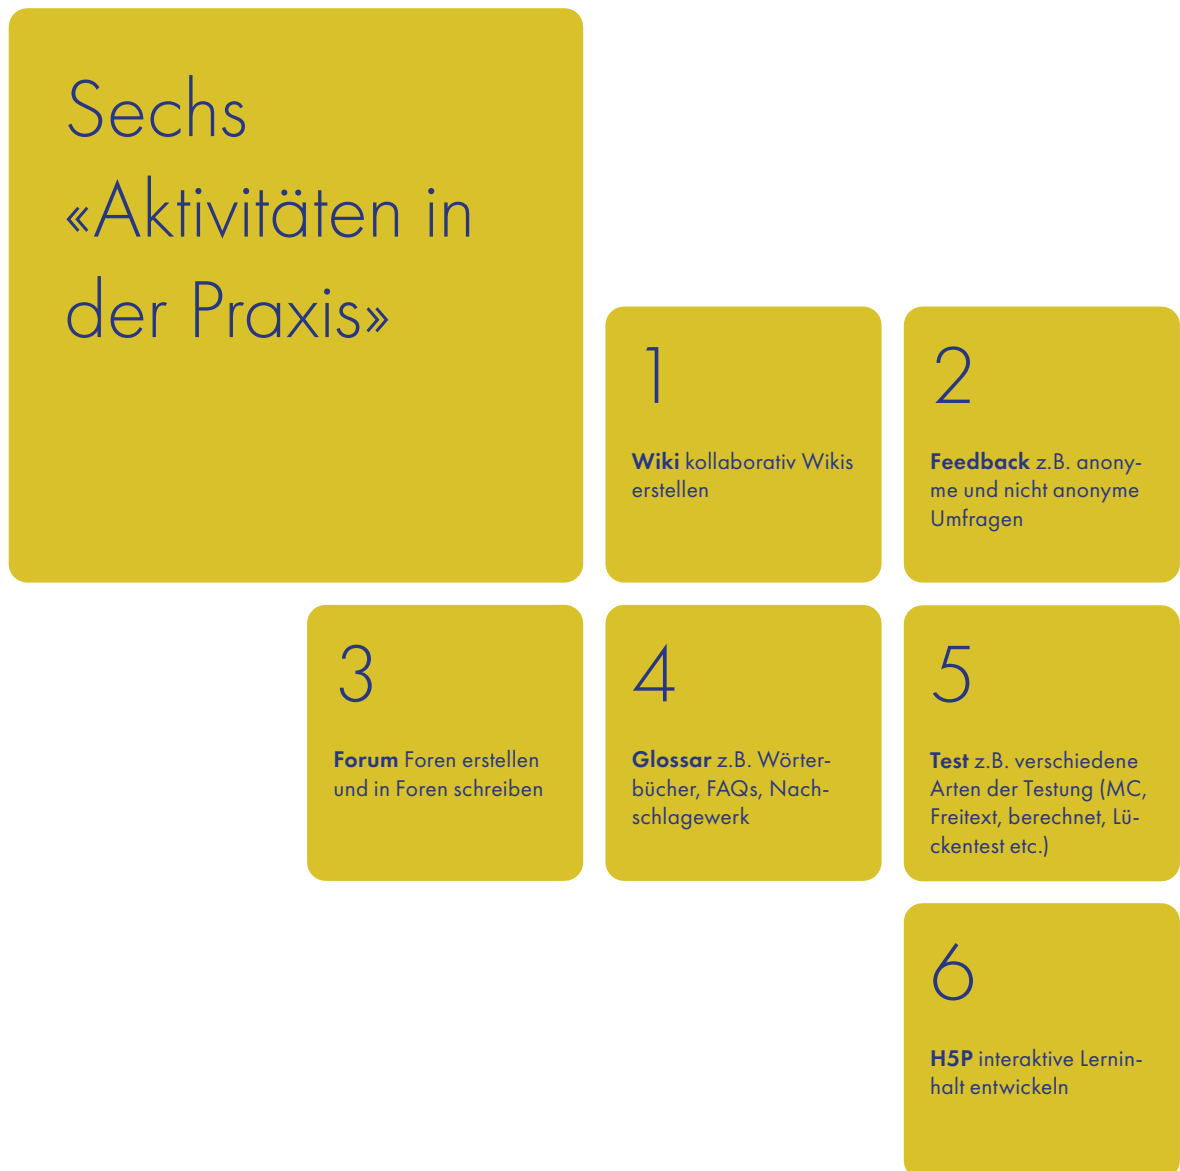 Sechs
«Aktivitäten in
der Praxis»
1
Wiki kollaborativ Wikis
erstellen
2
Feedback z.B. anony-
me und nicht anonyme
Umfragen
3
Forum Foren erstellen
und in Foren schreiben
4
Glossar z.B. Wörter-
bücher, FAQs, Nach-
schlagewerk
5
Test z.B. verschiedene
Arten der Testung (MC,
Freitext, berechnet, Lü-
ckentest etc.)
6
H5P interaktive Lernin-
halt entwickeln